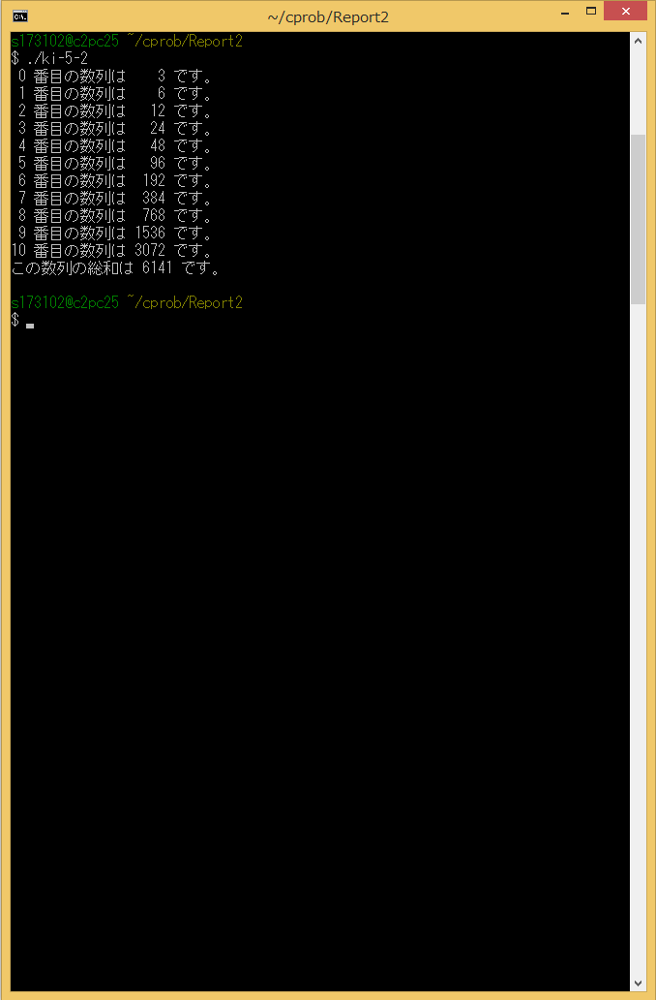 ~/cprob/Report2
s173102@c2pc25 ~/cprob/Report2
$ ./ki-5-2
 0 番目の数列は    3 です。
 1 番目の数列は    6 です。
 2 番目の数列は   12 です。
 3 番目の数列は   24 です。
 4 番目の数列は   48 です。
 5 番目の数列は   96 です。
 6 番目の数列は  192 です。
 7 番目の数列は  384 です。
 8 番目の数列は  768 です。
 9 番目の数列は 1536 です。
10 番目の数列は 3072 です。
この数列の総和は 6141 です。
s173102@c2pc25 ~/cprob/Report2
$